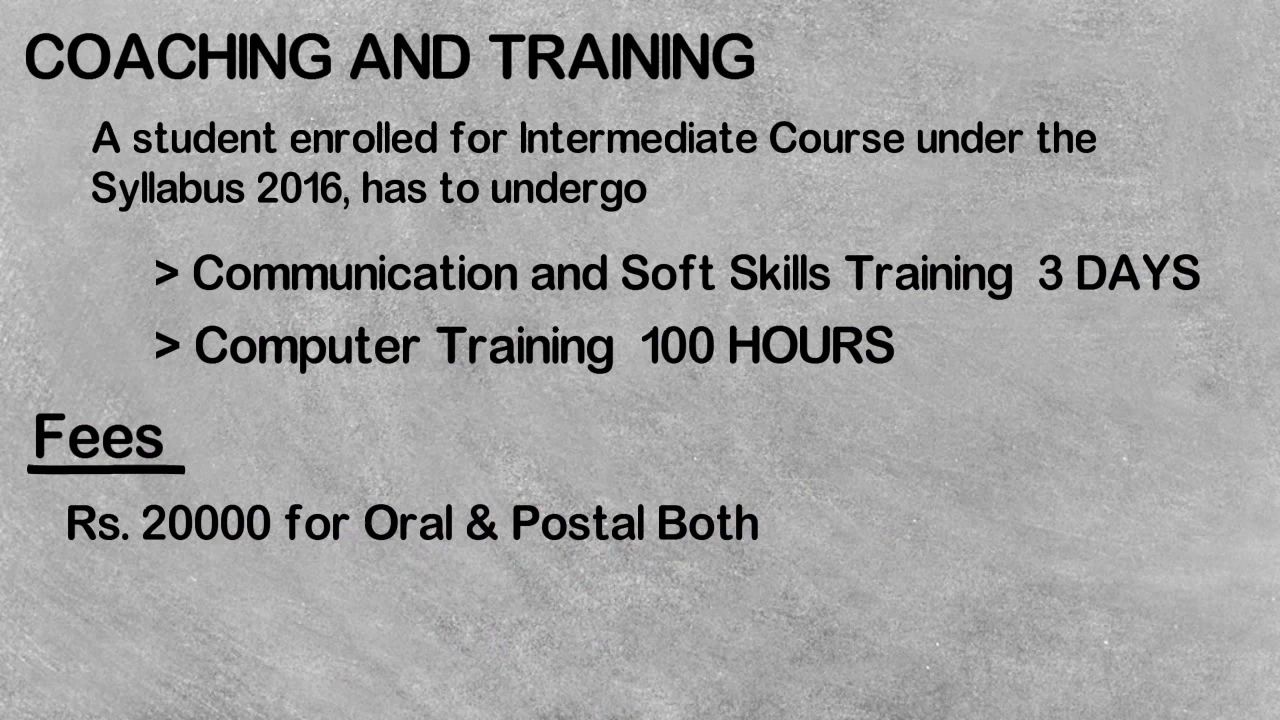 COACHING AND TRAINING
A student enrolled for Intermediate Course under the
Syllabus 2016, has to undergo
> Communication and Soft Skills Training 3 DAYS
> Computer Training 100 HOURS
Fees
Rs. 20000 for Oral & Postal Both